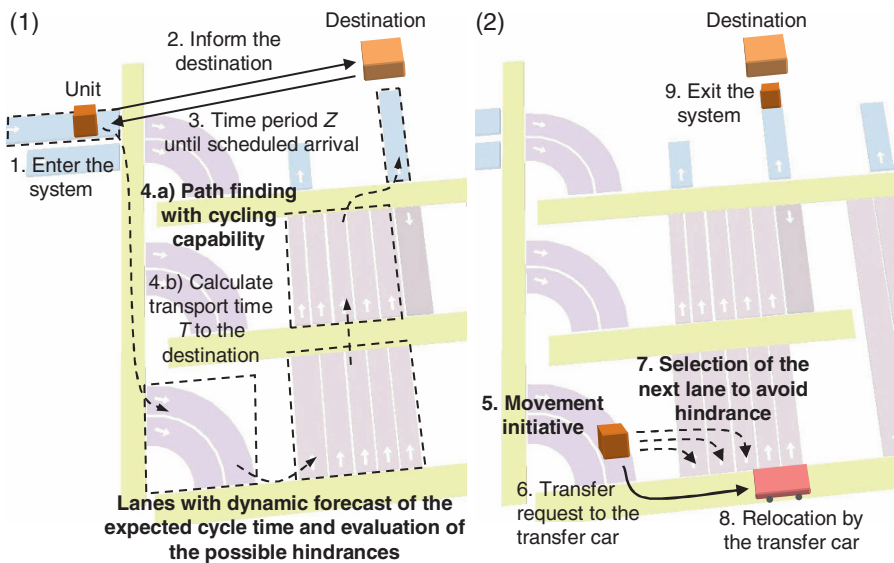 (1)
Destination
2. Inform the
destination
Unit
3. Time period Z
until scheduled arrival
1. Enter the
system
4.a) Path finding
with cycling
capability
4.b) Calculate
transport time
T to the
destination
Lanes with dynamic forecast of the
expected cycle time and evaluation of
the possible hindrances
(2)
Destination
9. Exit the
system
7. Selection of the
next lane to avoid
hindrance
5. Movement
initiative
6. Transfer
request to the
transfer car
8. Relocation by
the transfer car